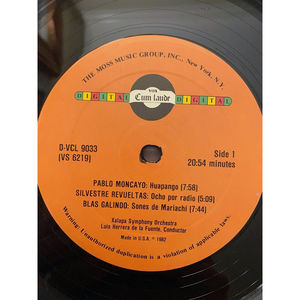 THE MOSS MUSIC GROUP, INC., New York, N.Y.
VOX
Cum laude
DIGITAL DIGITAL
D-VCL 9033
(VS 6219)
Side 1
20:54 minutes
PABLO MONCAYO: Huapango (7:58)
SILVESTRE REVUELTAS: Ocho por radio (5:09)
BLAS GALINDO: Sones de Mariachi (7:44)
Xalapa Symphony Orchestra
Luis Herrera de la Fuente, Conductor
Made in U.S.A. ℗ 1982
Warning: Unauthorized duplication is a violation of applicable laws.